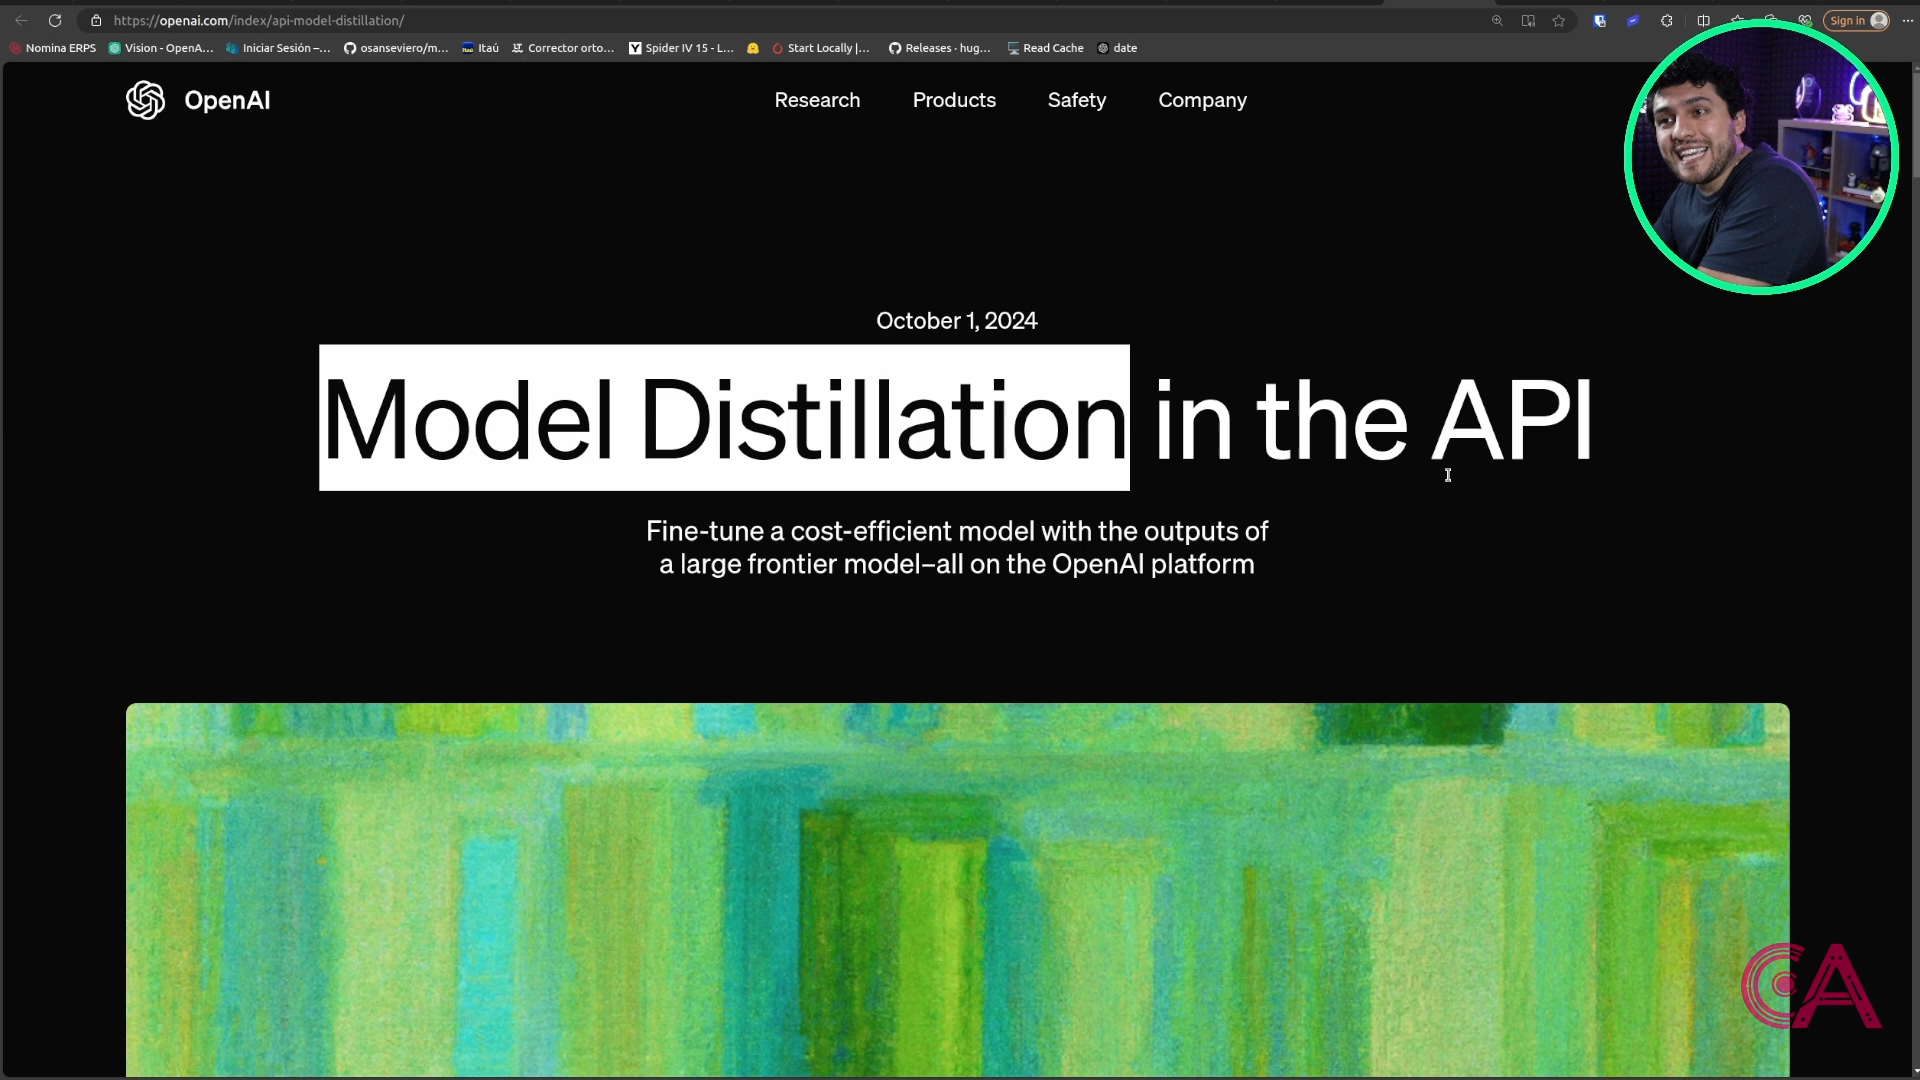 https://openai.com/index/api-model-distillation/
Sign in
Nomina ERPS
Vision - OpenA...
Iniciar Sesión –...
osanseviero/m...
Itaú
Corrector orto...
Spider IV 15 - L...
Start Locally |...
Releases · hug...
Read Cache
date
OpenAI
Research
Products
Safety
Company
October 1, 2024
Model Distillation in the API
Fine-tune a cost-efficient model with the outputs of
a large frontier model–all on the OpenAI platform
CA